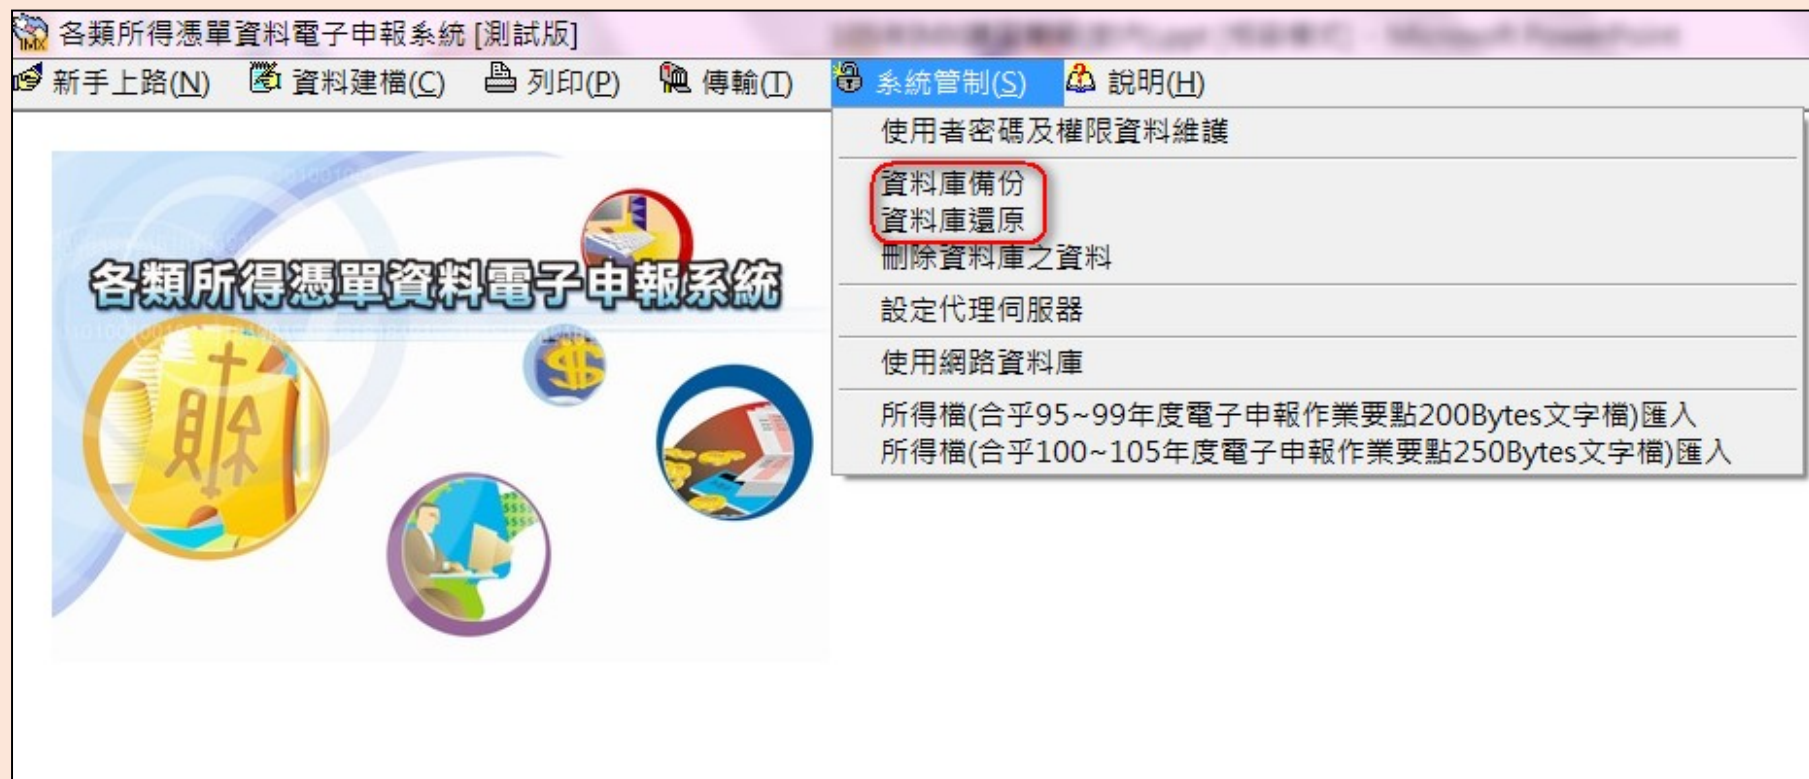 各類所得憑單資料電子申報系統 [測試版]
新手上路(N) 資料建檔(C) 列印(P) 傳輸(T) 系統管制(S) 說明(H)
使用者密碼及權限資料維護
資料庫備份
資料庫還原
刪除資料庫之資料
設定代理伺服器
使用網路資料庫
所得檔(合乎95~99年度電子申報作業要點200Bytes文字檔)匯入
所得檔(合乎100~105年度電子申報作業要點250Bytes文字檔)匯入
各類所得憑單資料電子申報系統